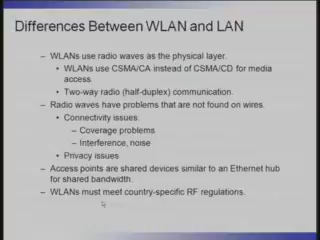 Differences Between WLAN and LAN
– WLANs use radio waves as the physical layer.
• WLANs use CSMA/CA instead of CSMA/CD for media
access.
• Two-way radio (half-duplex) communication.
– Radio waves have problems that are not found on wires.
• Connectivity issues.
– Coverage problems
– Interference, noise
• Privacy issues
– Access points are shared devices similar to an Ethernet hub
for shared bandwidth.
– WLANs must meet country-specific RF regulations.